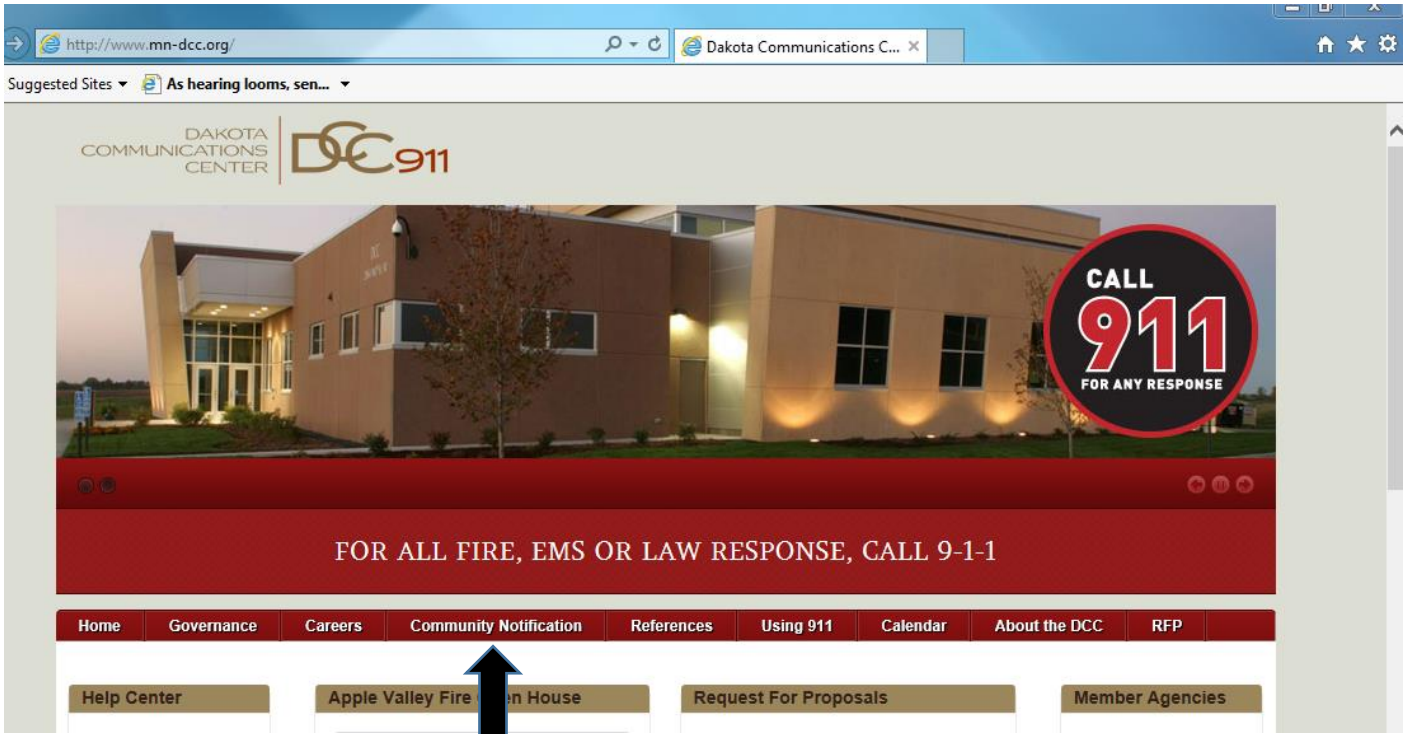 http://www.mn-dcc.org/
Dakota Communications C...
Suggested Sites
As hearing looms, sen...
DAKOTA
COMMUNICATIONS
CENTER
DCC911
CALL
911
FOR ANY RESPONSE
FOR ALL FIRE, EMS OR LAW RESPONSE, CALL 9-1-1
Home Governance Careers Community Notification References Using 911 Calendar About the DCC RFP
Help Center Apple Valley Fire Open House Request For Proposals Member Agencies